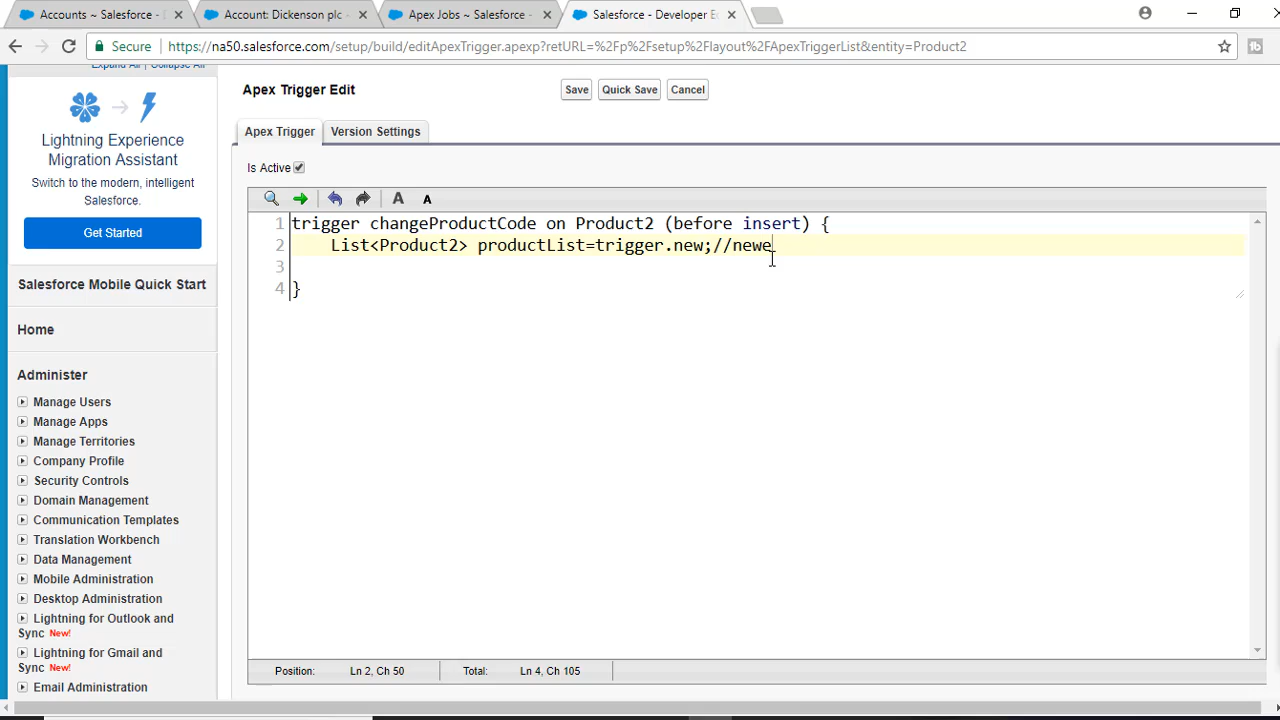 Accounts ~ Salesforce -
Account: Dickenson plc -
Apex Jobs ~ Salesforce -
Salesforce - Developer E
Secure
https://na50.salesforce.com/setup/build/editApexTrigger.apexp?retURL=%2Fp%2Fsetup%2Flayout%2FApexTriggerList&entity=Product2
Expand All | Collapse All
Lightning Experience
Migration Assistant
Switch to the modern, intelligent
Salesforce.
Get Started
Salesforce Mobile Quick Start
Home
Administer
Manage Users
Manage Apps
Manage Territories
Company Profile
Security Controls
Domain Management
Communication Templates
Translation Workbench
Data Management
Mobile Administration
Desktop Administration
Lightning for Outlook and
Sync New!
Lightning for Gmail and
Sync New!
Email Administration
Apex Trigger Edit
Save
Quick Save
Cancel
Apex Trigger
Version Settings
Is Active
A A
1 trigger changeProductCode on Product2 (before insert) {
2 List<Product2> productList=trigger.new;//newe
3
4 }
Position: Ln 2, Ch 50 Total: Ln 4, Ch 105